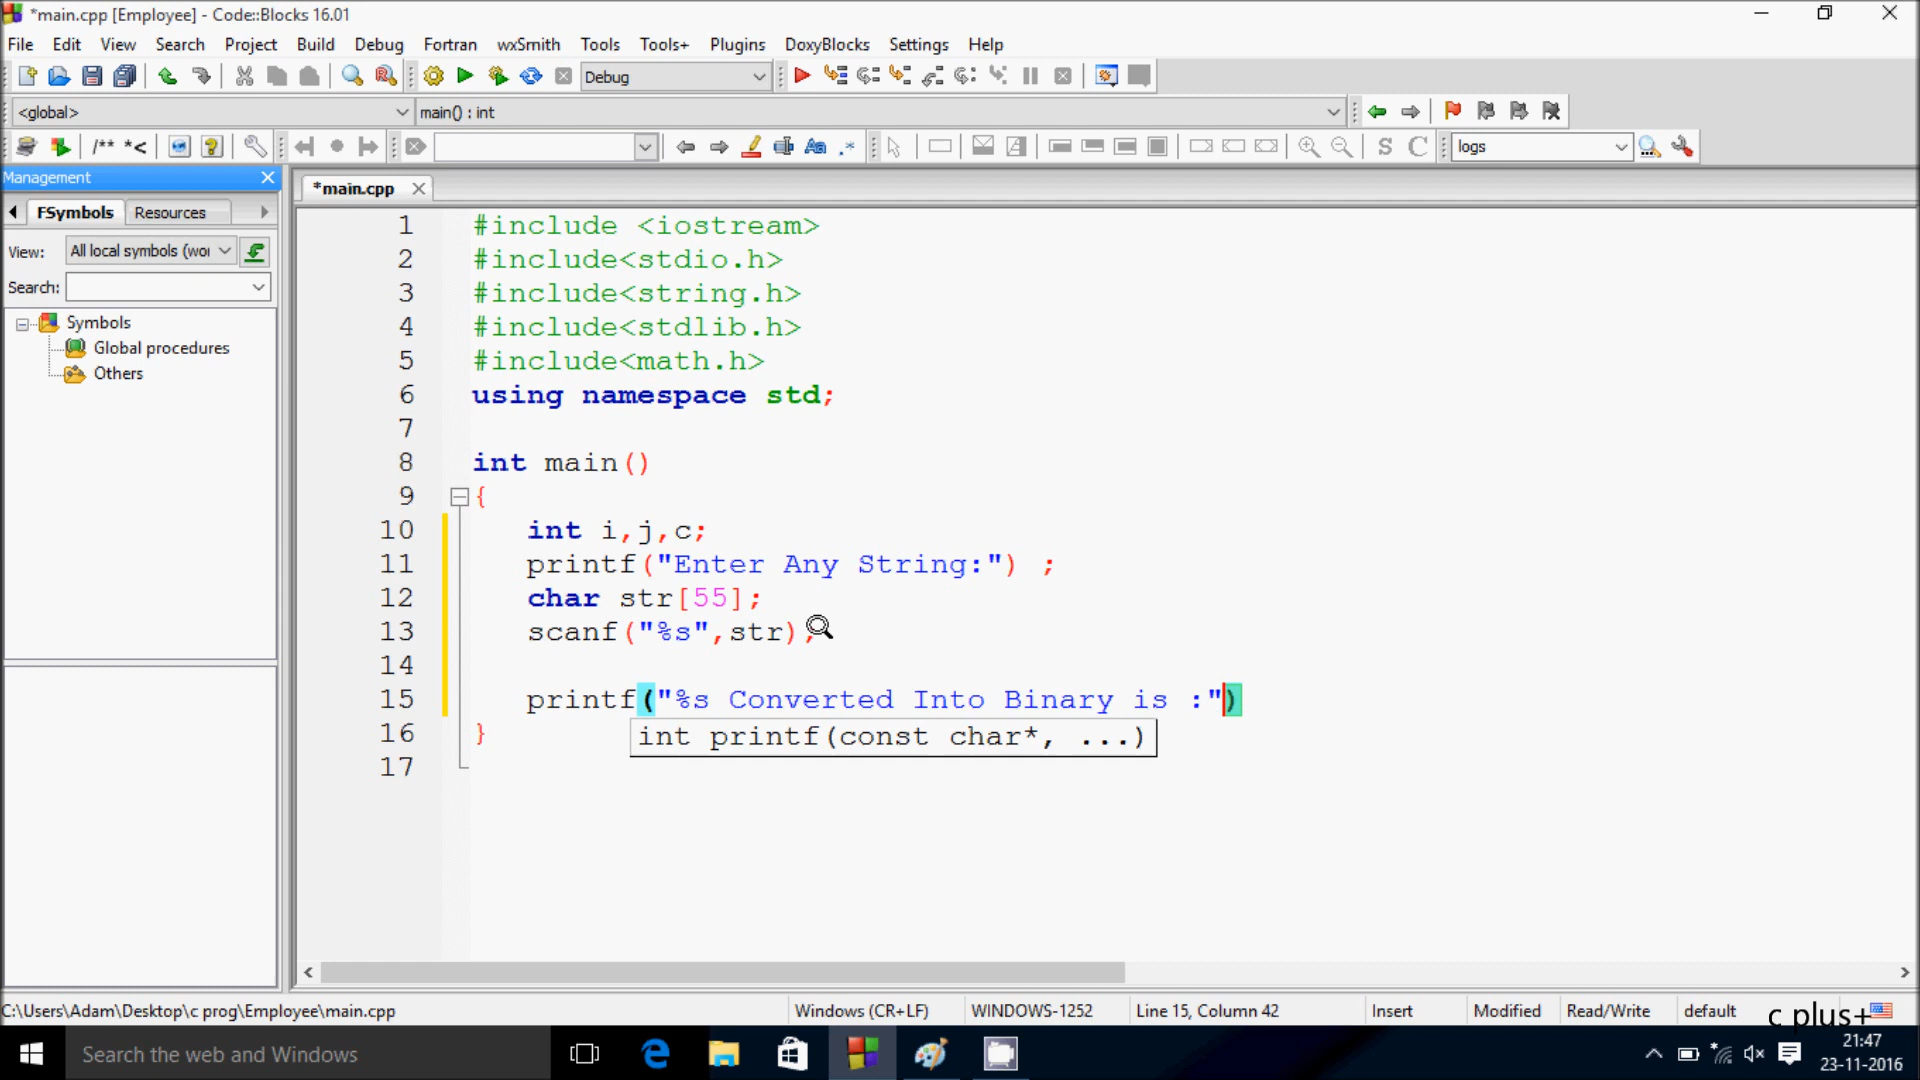 *main.cpp [Employee] - Code::Blocks 16.01
File Edit View Search Project Build Debug Fortran wxSmith Tools Tools+ Plugins DoxyBlocks Settings Help
Debug
<global> main() : int
/** *< Aa .* S C logs
Management
FSymbols Resources
*main.cpp
View: All local symbols (wor
Search:
Symbols
Global procedures
Others
1 #include <iostream>
2 #include<stdio.h>
3 #include<string.h>
4 #include<stdlib.h>
5 #include<math.h>
6 using namespace std;
7
8 int main()
9 {
10 int i,j,c;
11 printf("Enter Any String:") ;
12 char str[55];
13 scanf("%s",str);
14
15 printf("%s Converted Into Binary is :")
16 }
int printf(const char*, ...)
17
C:\Users\Adam\Desktop\c prog\Employee\main.cpp Windows (CR+LF) WINDOWS-1252 Line 15, Column 42 Insert Modified Read/Write default
c plus+
Search the web and Windows
21:47
23-11-2016